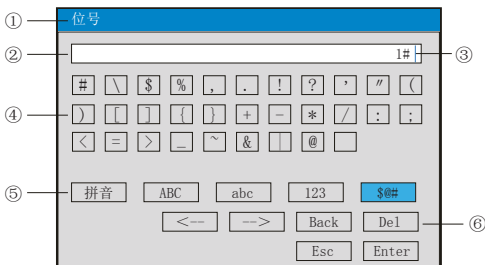 ① 位号
② 1# ③
# \ $ % , . ! ? ' " (
④ ) [ ] { } + - * / : ;
< = > _ ~ & | @
⑤ 拼音 ABC abc 123 $@#
<-- --> Back Del ⑥
Esc Enter